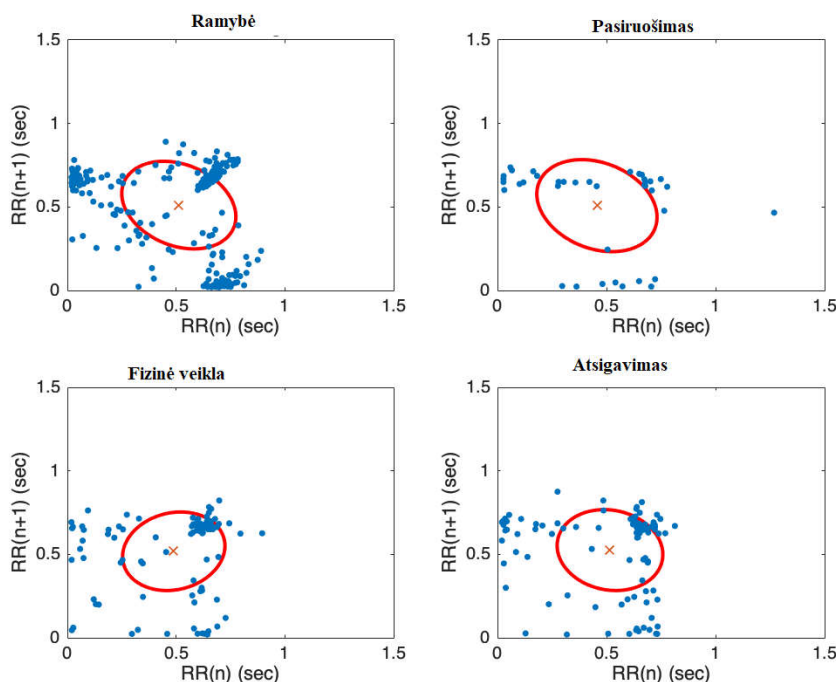 Ramybė
1.5
1
0.5
0
RR(n+1) (sec)
0 0.5 1 1.5
RR(n) (sec)
Pasiruošimas
1.5
1
0.5
0
RR(n+1) (sec)
0 0.5 1 1.5
RR(n) (sec)
Fizinė veikla
1.5
1
0.5
0
RR(n+1) (sec)
0 0.5 1 1.5
RR(n) (sec)
Atsigavimas
1.5
1
0.5
0
RR(n+1) (sec)
0 0.5 1 1.5
RR(n) (sec)